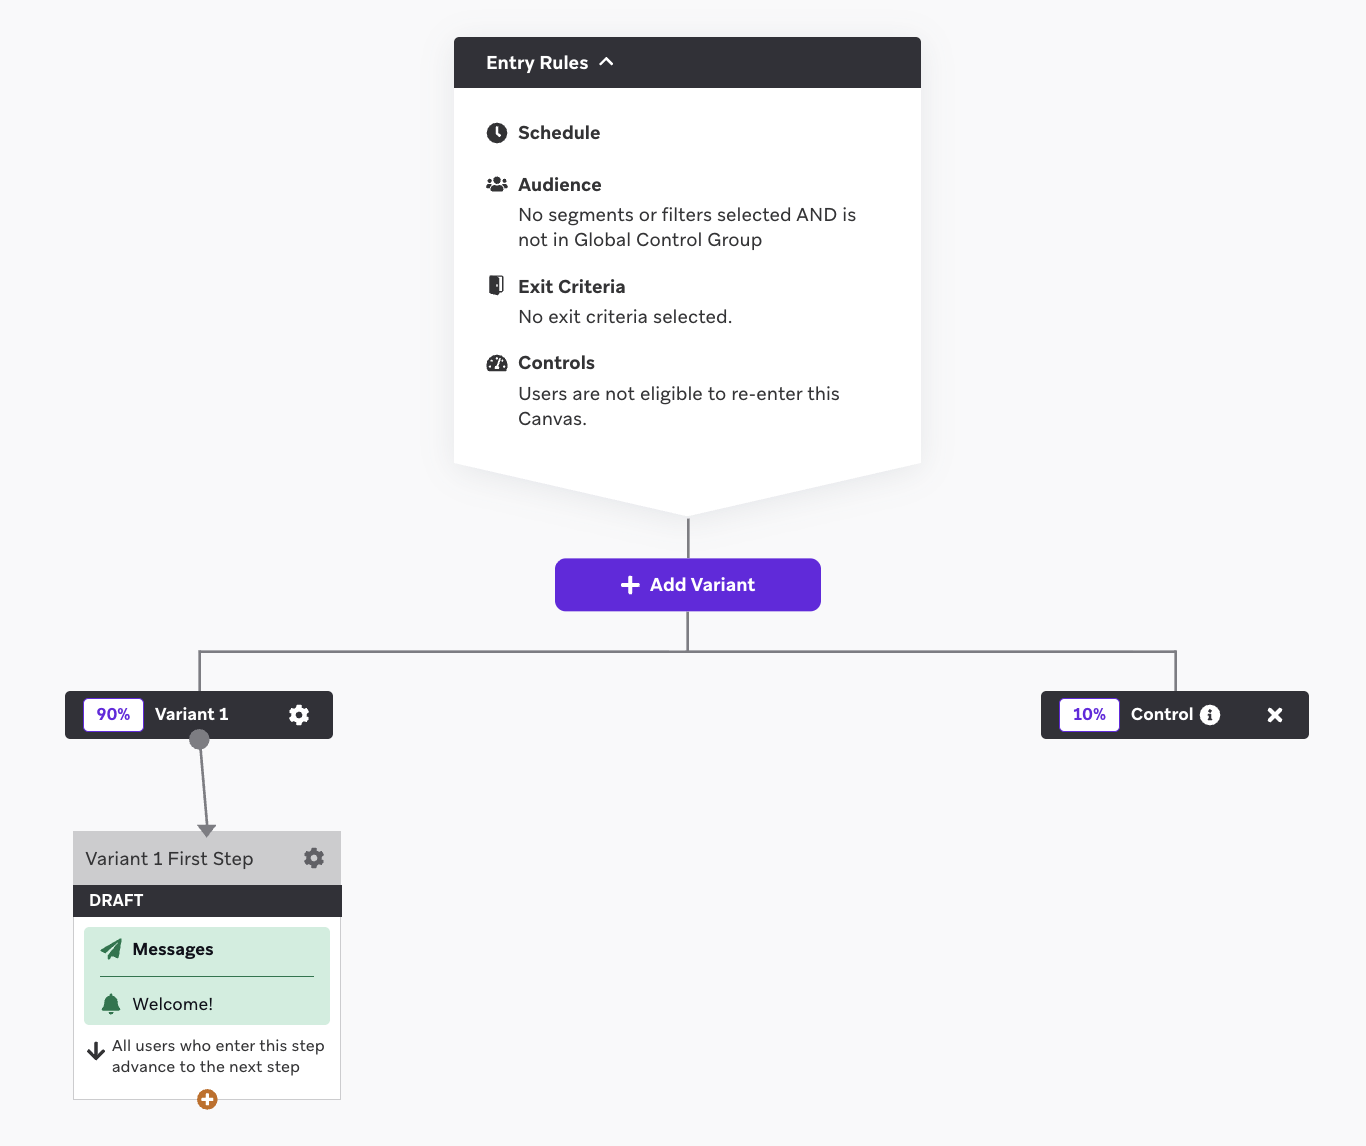 Entry Rules
Schedule
Audience
No segments or filters selected AND is
not in Global Control Group
Exit Criteria
No exit criteria selected.
Controls
Users are not eligible to re-enter this
Canvas.
Add Variant
90% Variant 1
10% Control
Variant 1 First Step
DRAFT
Messages
Welcome!
All users who enter this step
advance to the next step